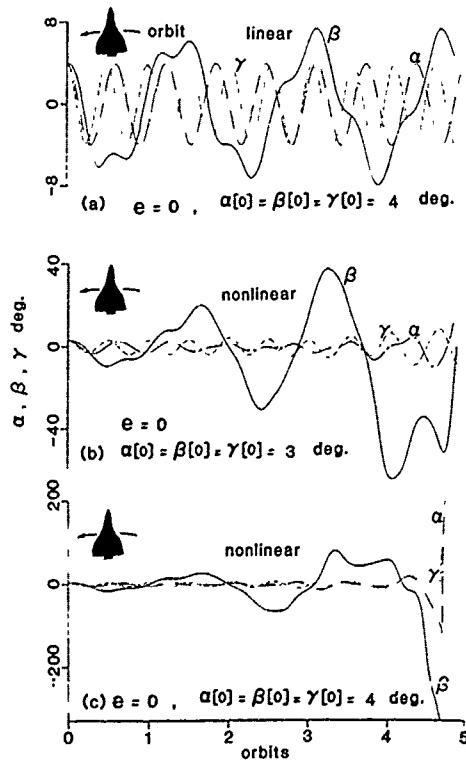 8
orbit linear β
γ α
0
-8
(a) e = 0 , α[0] = β[0] = γ[0] = 4 deg.
40
β
nonlinear
γ α
0
-40
e = 0
(b) α[0] = β[0] = γ[0] = 3 deg.
α , β , γ deg.
200
α
nonlinear
γ
0
-200
β
(c) e = 0 , α[0] = β[0] = γ[0] = 4 deg.
0 1 2 3 4 5
orbits